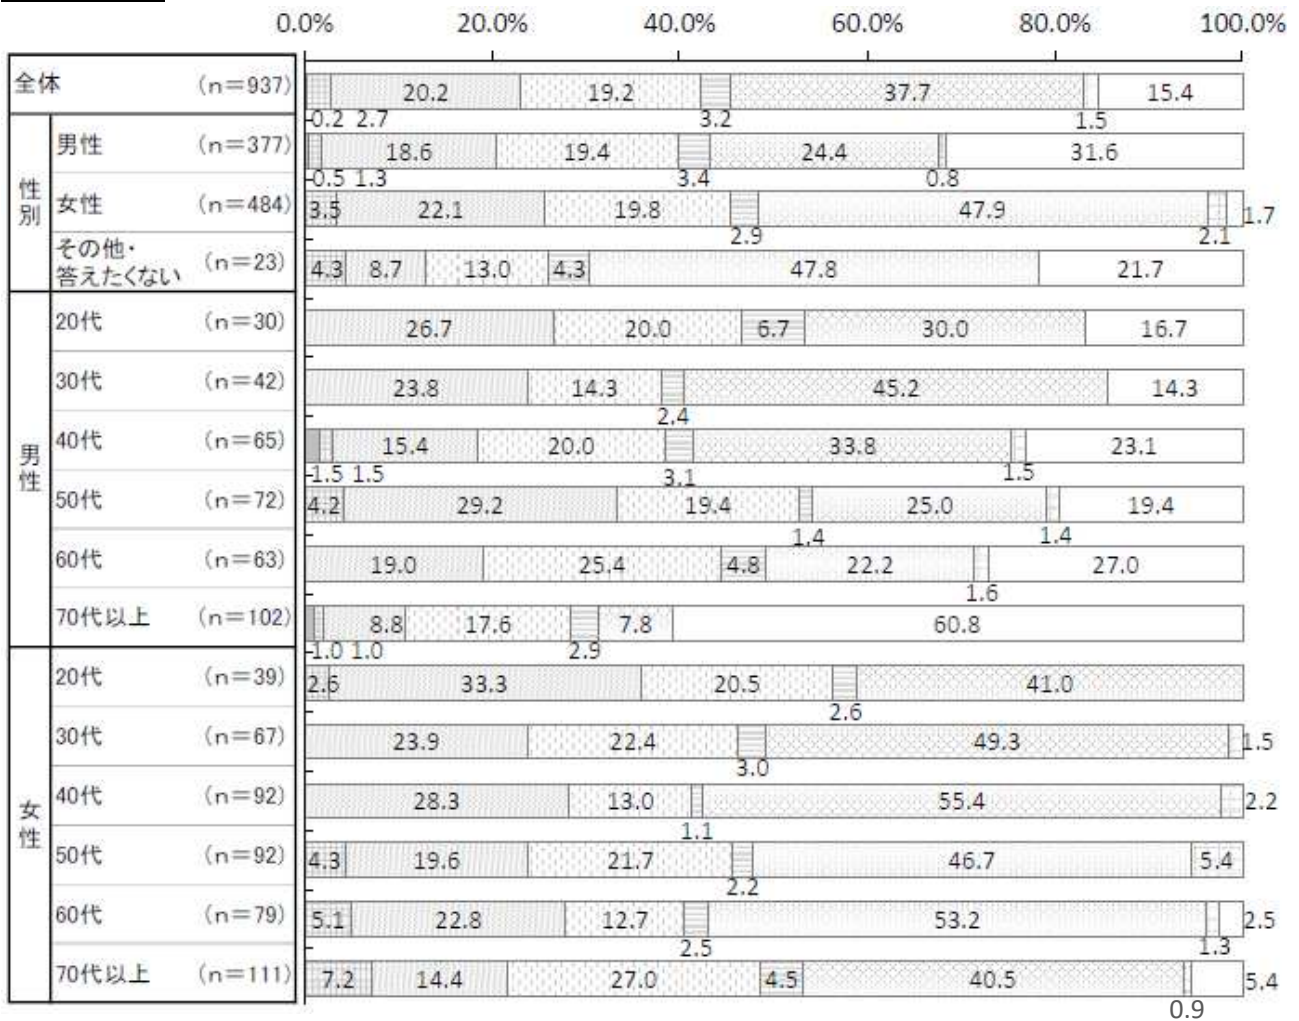 0.0% 20.0% 40.0% 60.0% 80.0% 100.0%
全体 (n=937) 20.2 19.2 37.7 15.4
0.2 2.7 3.2 1.5
性別
男性 (n=377) 18.6 19.4 24.4 31.6
0.5 1.3 3.4 0.8
女性 (n=484) 3.5 22.1 19.8 47.9 1.7
2.9 2.1
その他・
答えたくない (n=23) 4.3 8.7 13.0 4.3 47.8 21.7
男性
20代 (n=30) 26.7 20.0 6.7 30.0 16.7
30代 (n=42) 23.8 14.3 45.2 14.3
2.4
40代 (n=65) 15.4 20.0 33.8 23.1
1.5 1.5 3.1 1.5
50代 (n=72) 4.2 29.2 19.4 25.0 19.4
1.4 1.4
60代 (n=63) 19.0 25.4 4.8 22.2 27.0
1.6
70代以上 (n=102) 8.8 17.6 7.8 60.8
1.0 1.0 2.9
女性
20代 (n=39) 2.6 33.3 20.5 41.0
2.6
30代 (n=67) 23.9 22.4 49.3 1.5
3.0
40代 (n=92) 28.3 13.0 55.4 2.2
1.1
50代 (n=92) 4.3 19.6 21.7 46.7 5.4
2.2
60代 (n=79) 5.1 22.8 12.7 53.2 2.5
2.5 1.3
70代以上 (n=111) 7.2 14.4 27.0 4.5 40.5 5.4
0.9